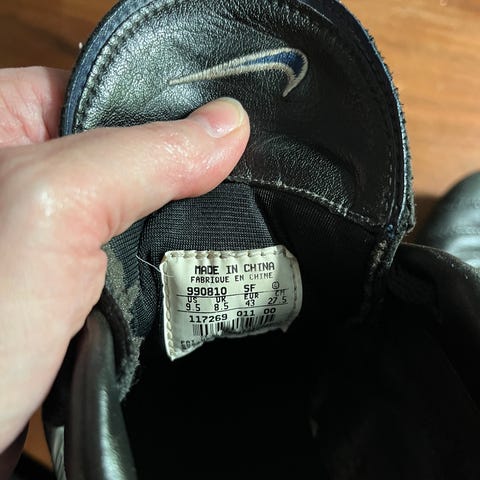 MADE IN CHINA
FABRIQUE EN CHINE
990810 SF
US UK EUR CM
9.5 8.5 43 27.5
117269 011 00